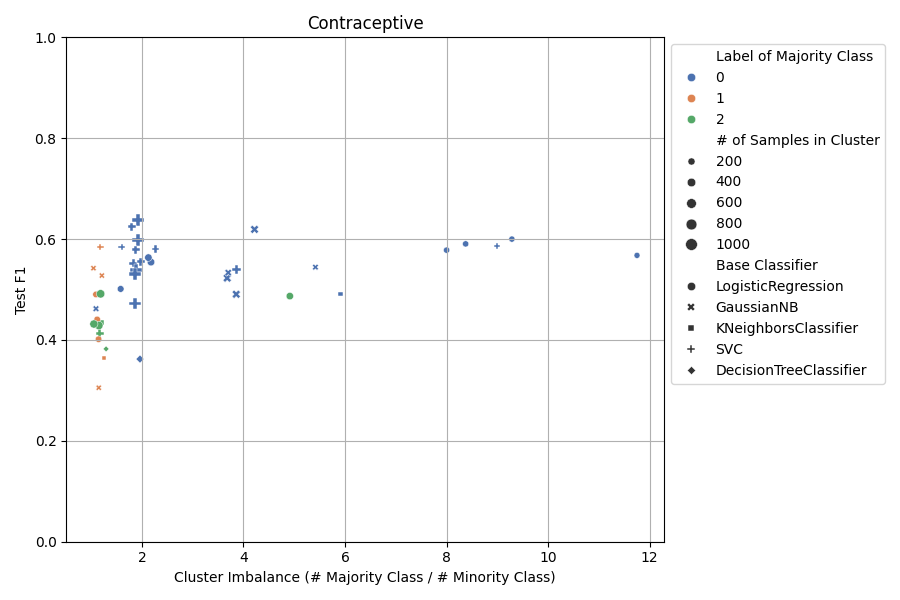 Contraceptive
1.0
0.8
0.6
0.4
0.2
0.0
Test F1
2
4
6
8
10
12
Cluster Imbalance (# Majority Class / # Minority Class)
Label of Majority Class
0
1
2
# of Samples in Cluster
200
400
600
800
1000
Base Classifier
LogisticRegression
GaussianNB
KNeighborsClassifier
SVC
DecisionTreeClassifier